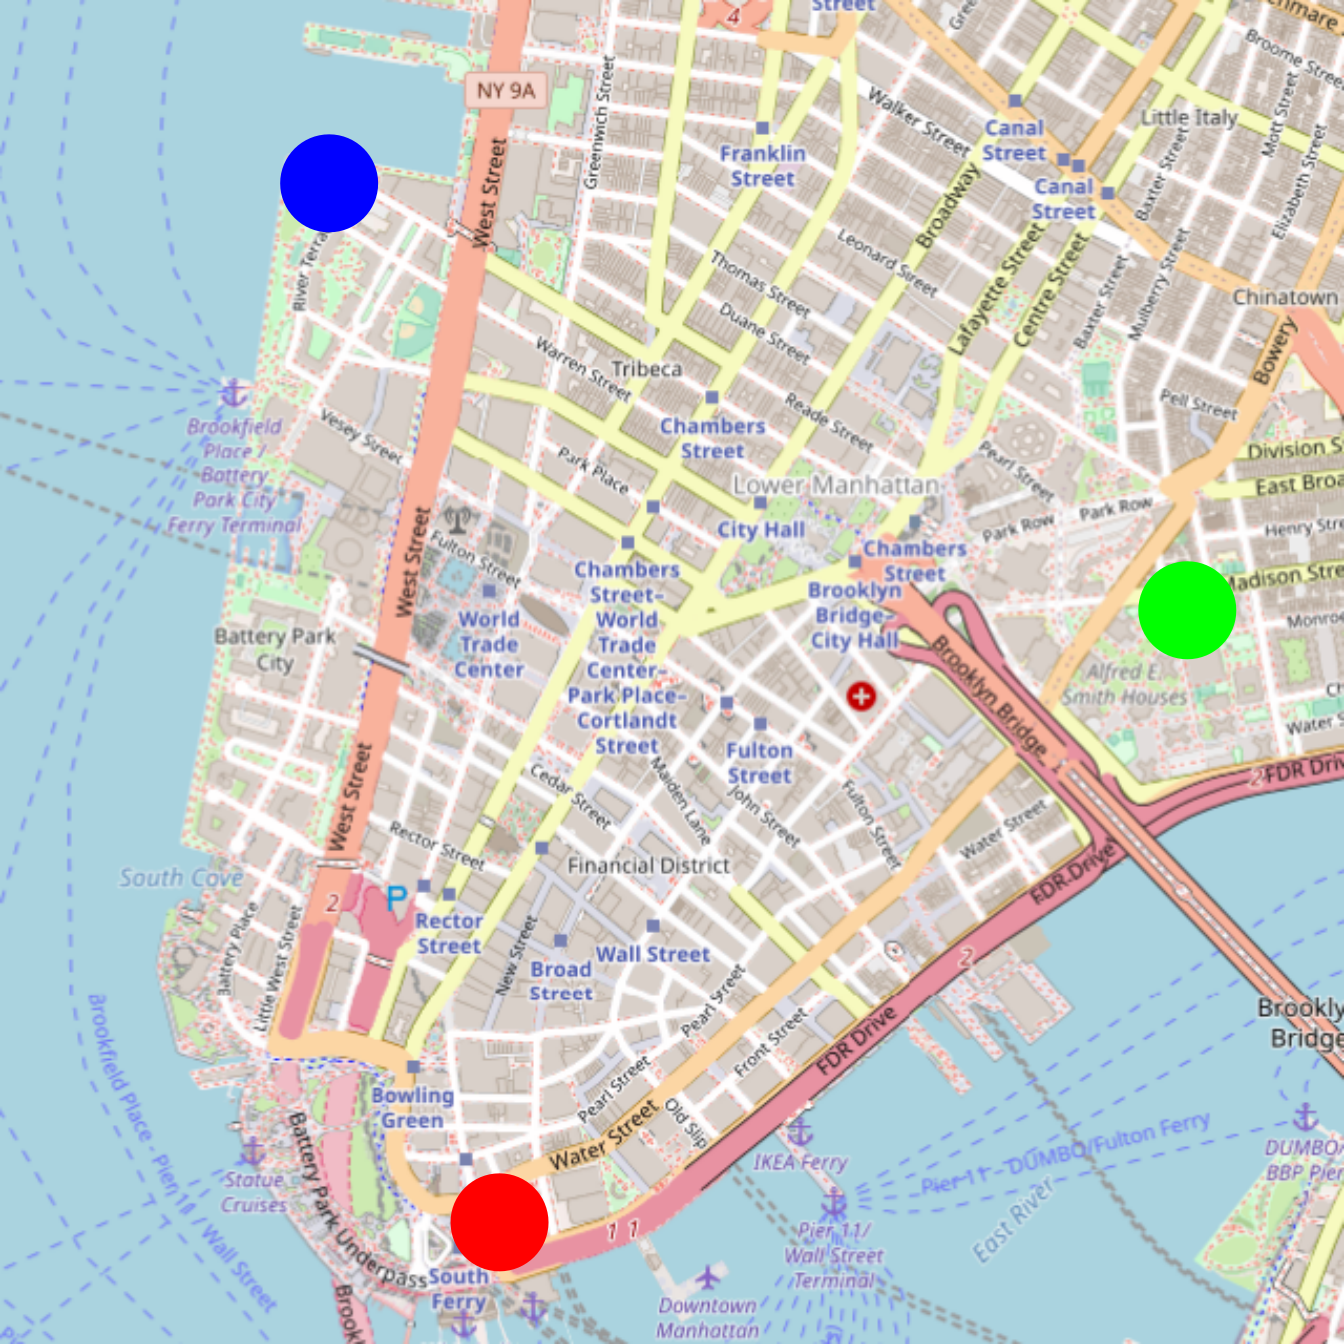 Street
4
NY 9A
Broome Street
Greenwich Street
Walker Street
Canal
Street
Little Italy
Mott Street
Franklin
Street
Canal
Street
Baxter Street
Elizabeth Street
West Street
Broadway
Leonard Street
Lafayette Street
Centre Street
Thomas Street
Baxter Street
Mulberry Street
River Terra
Chinatown
Duane Street
Warren Street
Tribeca
Bowery
Reade Street
Pell Street
Chambers
Street
Brookfield
Place /
Battery
Park City
Ferry Terminal
Vesey Street
Park Place
Pearl Street
Division S
Lower Manhattan
East Broa
City Hall
Park Row
Park Row
Henry Str
Fulton Street
West Street
Chambers
Street
Chambers
Street–
World
Trade
Center–
Park Place–
Cortlandt
Street
Brooklyn
Bridge–
City Hall
Madison Stre
World
Trade
Center
Monro
Battery Park
City
Brooklyn Bridge
Alfred E.
Smith Houses
Water S
Fulton
Street
2
FDR Driv
West Street
Cedar Street
Maiden Lane
John Street
Fulton Street
Water Street
Rector Street
Financial District
FDR Drive
South Cove
P
2
Rector
Street
Battery Place
Little West Street
New Street
Wall Street
Broad
Street
2
Pearl Street
Brookly
Bridge
Front Street
FDR Drive
Brookfield Place - Pier 11 / Wall Street
Bowling
Green
Pearl Street
Old Slip
Water Street
Battery Park Underpass
Statue
Cruises
IKEA Ferry
Pier 11 - DUMBO/Fulton Ferry
DUMBO/
BBP Pier
East River
Pier 11/
Wall Street
Terminal
1 1
South
Ferry
Downtown
Manhattan
Brook